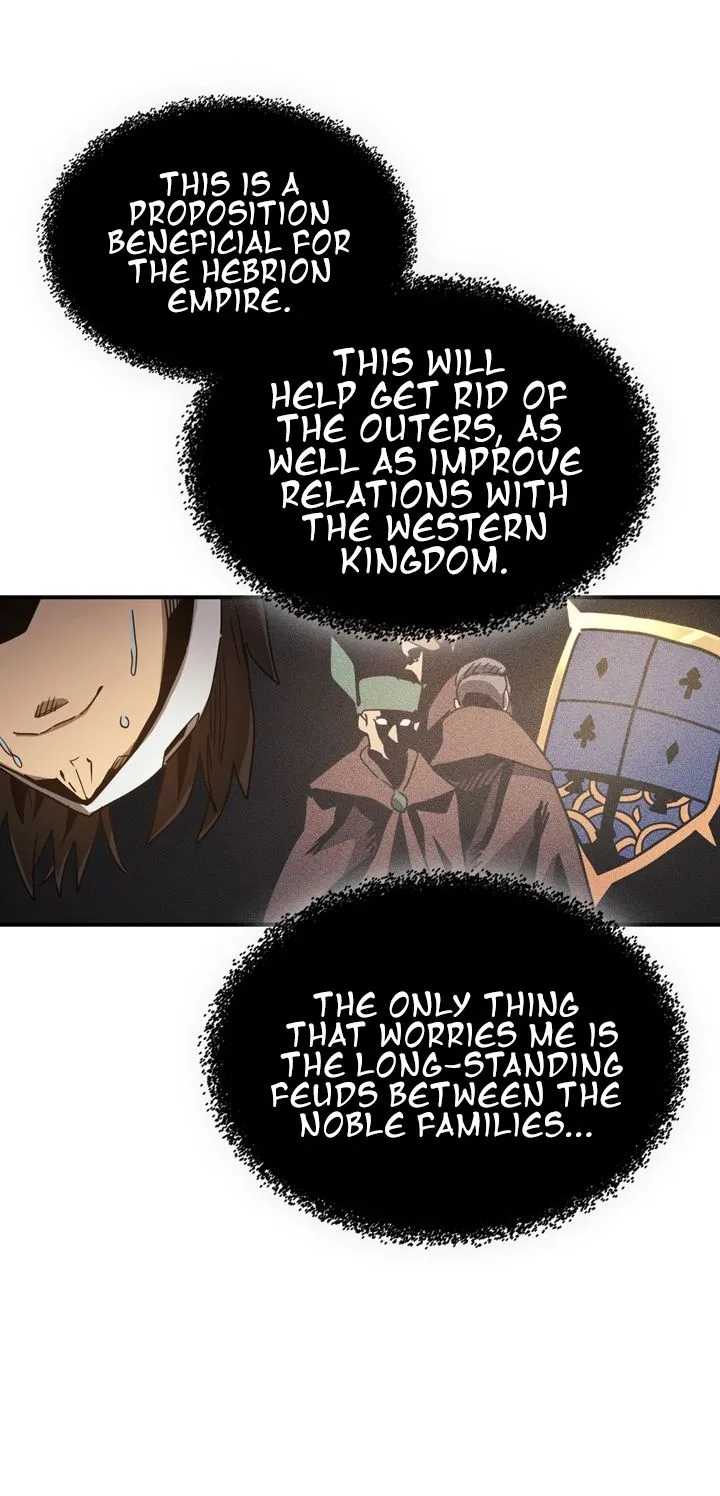 THIS IS A
PROPOSITION
BENEFICIAL FOR
THE HEBRION
EMPIRE.
THIS WILL
HELP GET RID OF
THE OUTERS, AS
WELL AS IMPROVE
RELATIONS WITH
THE WESTERN
KINGDOM.
THE ONLY THING
THAT WORRIES ME IS
THE LONG-STANDING
FEUDS BETWEEN THE
NOBLE FAMILIES...